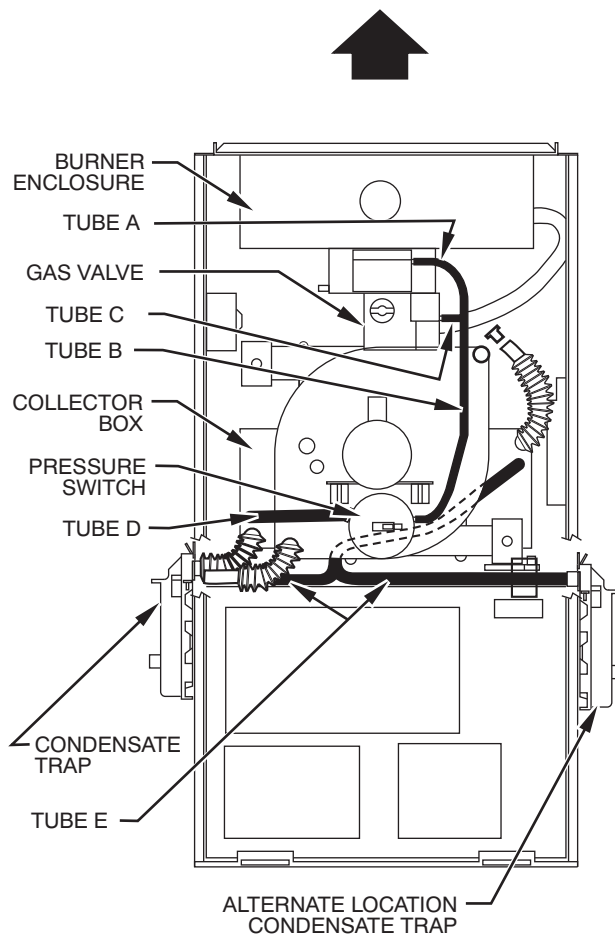 BURNER
ENCLOSURE
TUBE A
GAS VALVE
TUBE C
TUBE B
COLLECTOR
BOX
PRESSURE
SWITCH
TUBE D
CONDENSATE
TRAP
TUBE E
ALTERNATE LOCATION
CONDENSATE TRAP